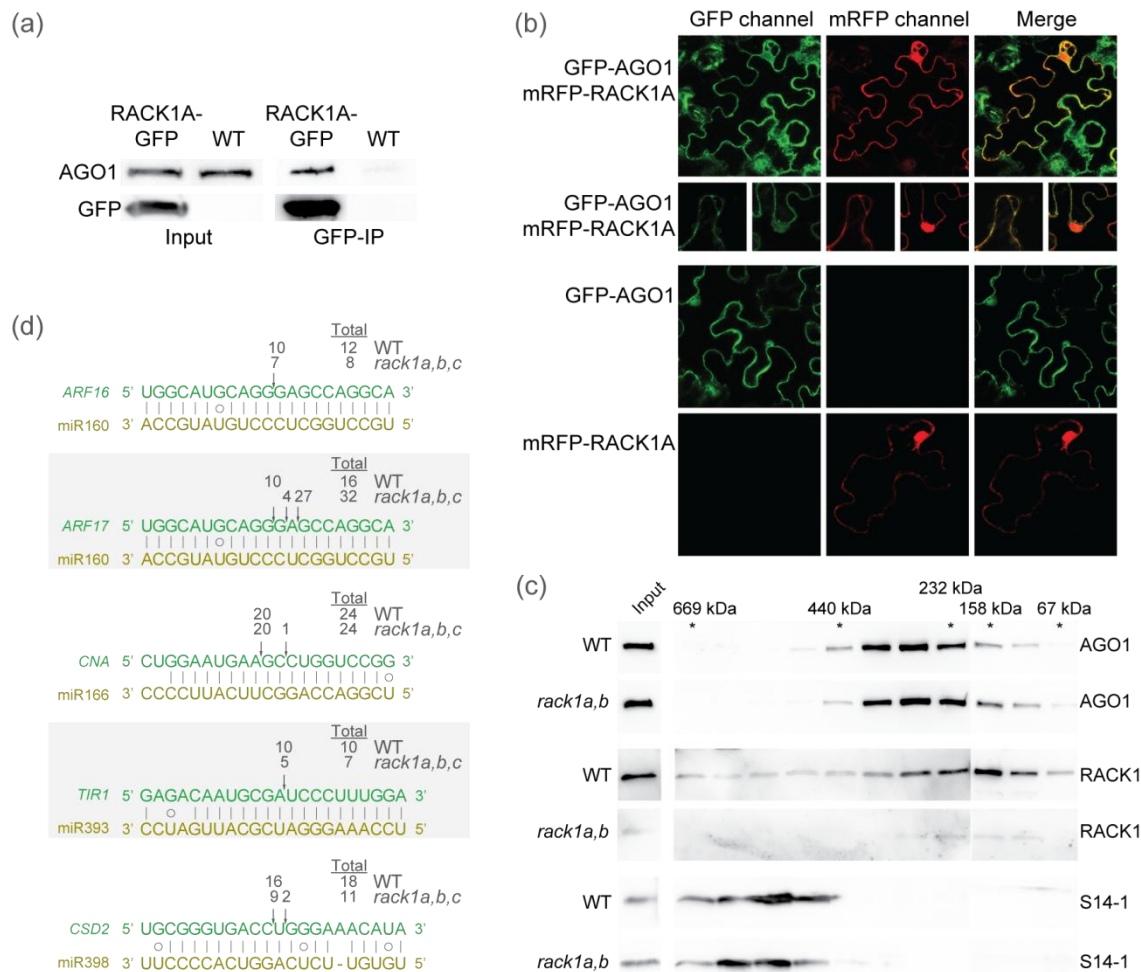 (a)
RACK1A-
GFP
WT
RACK1A-
GFP
WT
AGO1
GFP
Input
GFP-IP
(b)
GFP channel
mRFP channel
Merge
GFP-AGO1
mRFP-RACK1A
GFP-AGO1
mRFP-RACK1A
GFP-AGO1
mRFP-RACK1A
(c)
Input
669 kDa
440 kDa
232 kDa
158 kDa
67 kDa
* * * * *
WT AGO1
rack1a,b AGO1
WT RACK1
rack1a,b RACK1
WT S14-1
rack1a,b S14-1
(d)
Total
10 12 WT
7 8 rack1a,b,c
ARF16 5' UGGCAUGCAGGGAGCCAGGCA 3'
miR160 3' ACCGUAUGUCCCUCGGUCCGU 5'
Total
10 16 WT
4 27 32 rack1a,b,c
ARF17 5' UGGCAUGCAGGGAGCCAGGCA 3'
miR160 3' ACCGUAUGUCCCUCGGUCCGU 5'
Total
20 24 WT
20 1 24 rack1a,b,c
CNA 5' CUGGAAUGAAGCCUGGUCCGG 3'
miR166 3' CCCCUUACUUCGGACCAGGCU 5'
Total
10 10 WT
5 7 rack1a,b,c
TIR1 5' GAGACAAUGCGAUCCCUUUGGA 3'
miR393 3' CCUAGUUACGCUAGGGAAACCU 5'
Total
16 18 WT
9 2 11 rack1a,b,c
CSD2 5' UGCGGGUGACCUGGGAAACAUA 3'
miR398 3' UUCCCCACUGGACUCU-UGUGU 5'